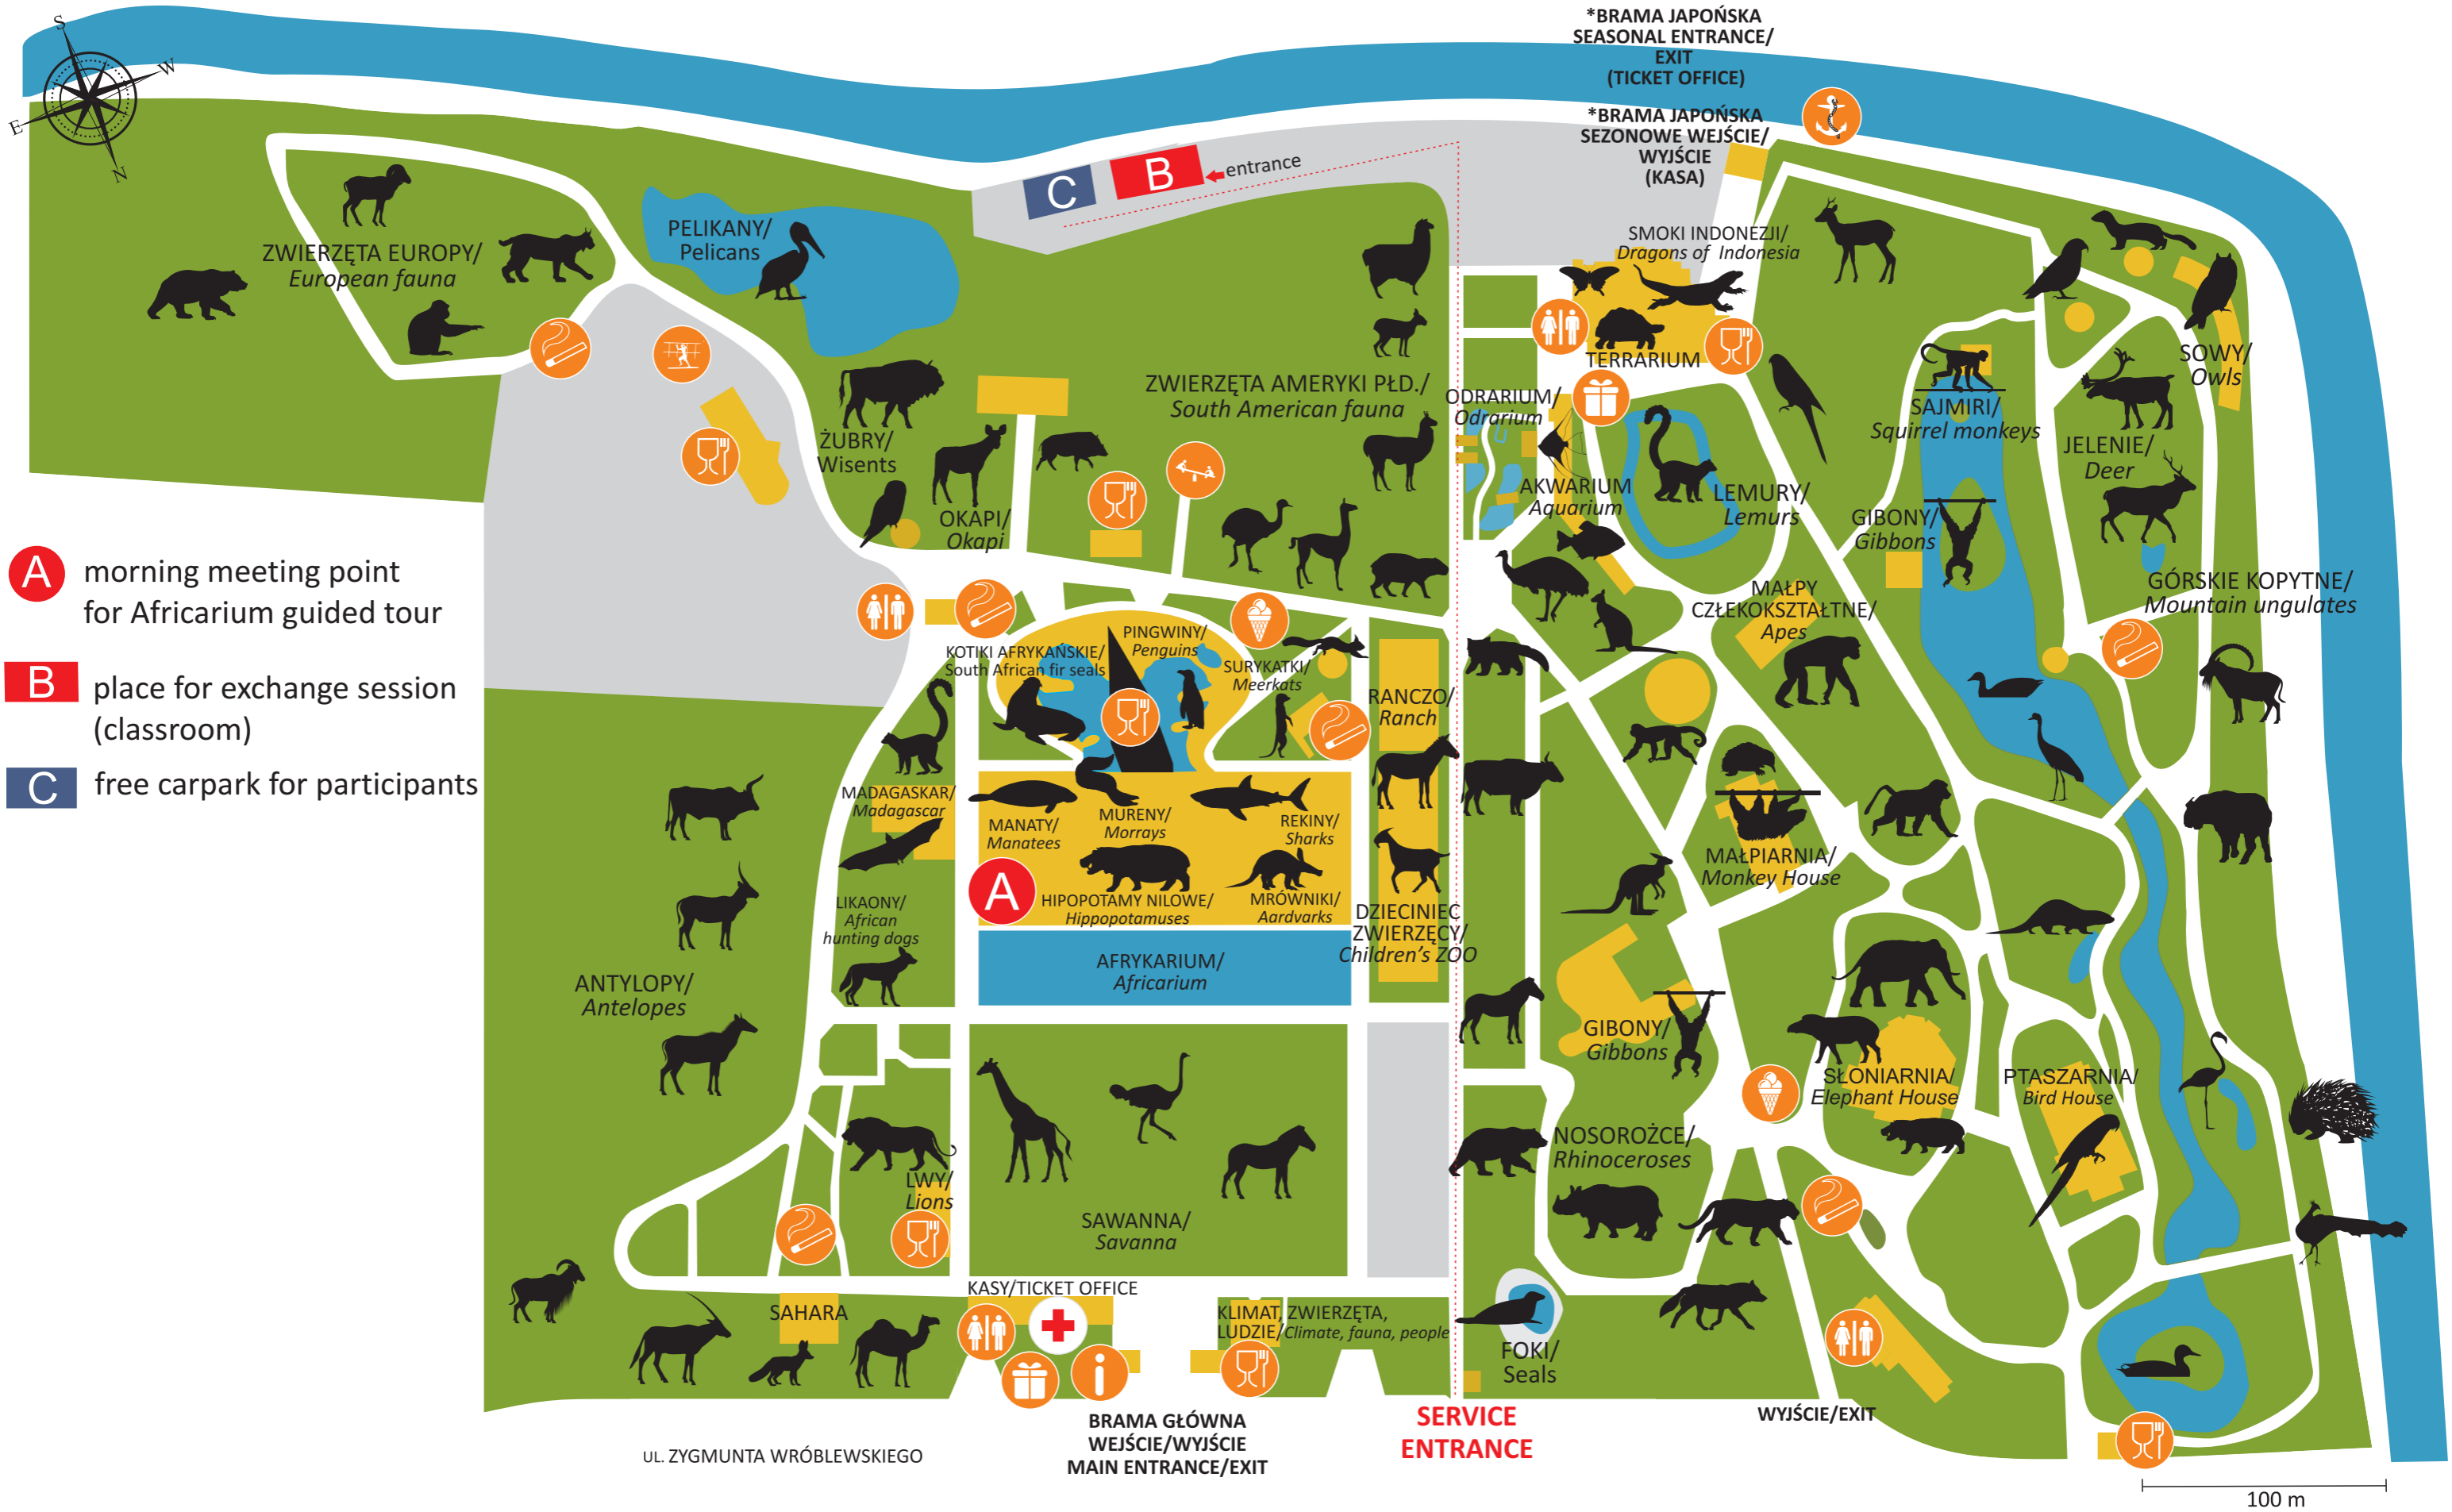 *BRAMA JAPOŃSKA
SEASONAL ENTRANCE/
EXIT
(TICKET OFFICE)
*BRAMA JAPOŃSKA
SEZONOWE WEJŚCIE/
WYJŚCIE
(KASA)
S
W
E
N
C
B
entrance
ZWIERZĘTA EUROPY/
European fauna
PELIKANY/
Pelicans
SMOKI INDONEZJI/
Dragons of Indonesia
TERRARIUM
ZWIERZĘTA AMERYKI PŁD./
South American fauna
ODRARIUM/
Odrarium
SAJMIRI/
Squirrel monkeys
SOWY/
Owls
JELENIE/
Deer
ŻUBRY/
Wisents
OKAPI/
Okapi
AKWARIUM
Aquarium
LEMURY/
Lemurs
GIBONY/
Gibbons
A
morning meeting point
for Africarium guided tour
B
place for exchange session
(classroom)
C
free carpark for participants
MAŁPY
CZŁEKOKSZTAŁTNE/
Apes
GÓRSKIE KOPYTNE/
Mountain ungulates
KOTIKI AFRYKAŃSKIE/
South African fir seals
PINGWINY/
Penguins
SURYKATKI/
Meerkats
RANCZO/
Ranch
MADAGASKAR/
Madagascar
MANATY/
Manatees
MURENY/
Morrays
REKINY/
Sharks
A
HIPOPOTAMY NILOWE/
Hippopotamuses
MRÓWNIKI/
Aardvarks
LIKAONY/
African
hunting dogs
DZIECINIEC
ZWIERZĘCY/
Children's ZOO
MAŁPIARNIA/
Monkey House
AFRYKARIUM/
Africarium
ANTYLOPY/
Antelopes
GIBONY/
Gibbons
SŁONIARNIA/
Elephant House
PTASZARNIA/
Bird House
NOSOROŻCE/
Rhinoceroses
LWY/
Lions
SAWANNA/
Savanna
SAHARA
KASY/TICKET OFFICE
KLIMAT, ZWIERZĘTA,
LUDZIE/Climate, fauna, people
FOKI/
Seals
i
BRAMA GŁÓWNA
WEJŚCIE/WYJŚCIE
MAIN ENTRANCE/EXIT
SERVICE
ENTRANCE
WYJŚCIE/EXIT
UL. ZYGMUNTA WRÓBLEWSKIEGO
100 m